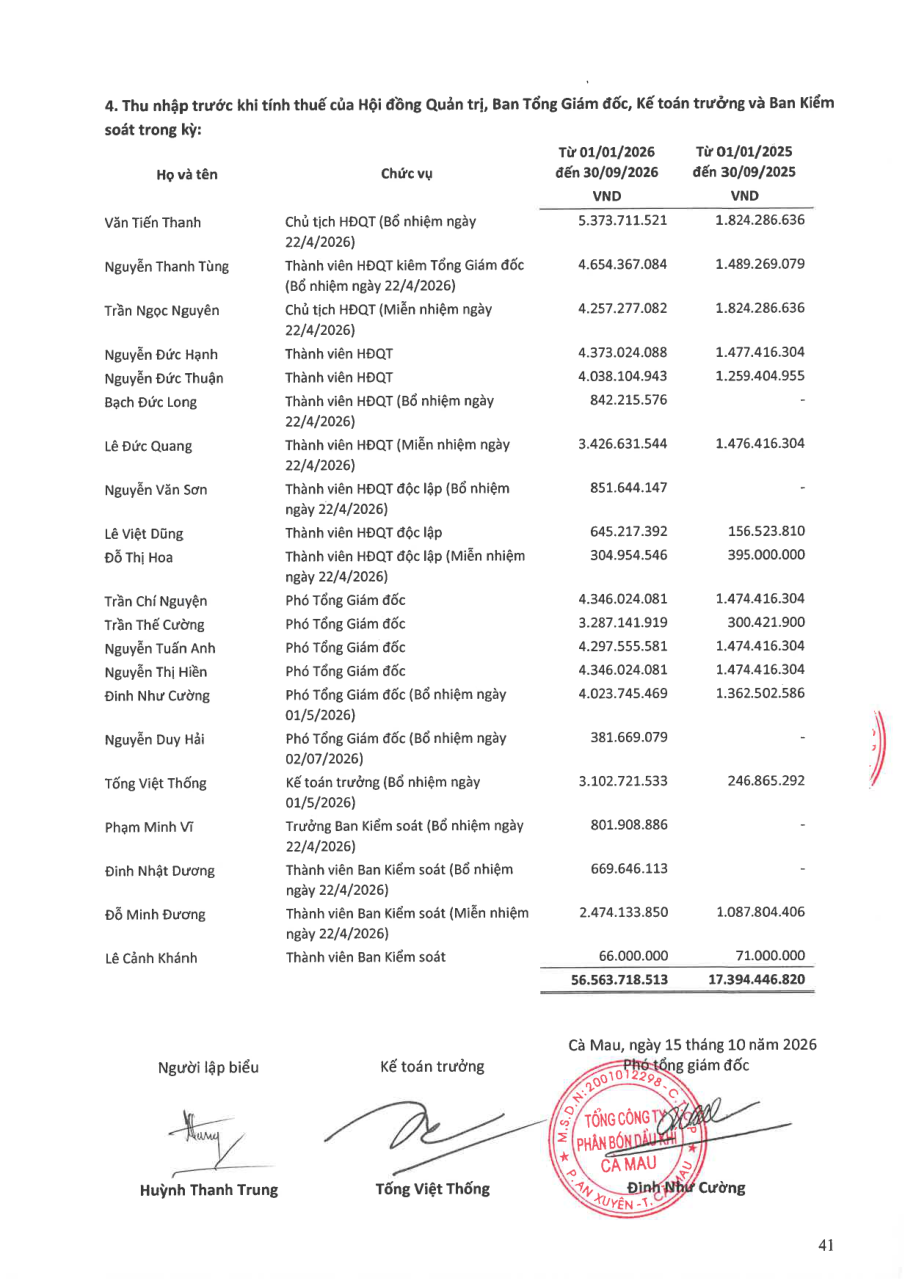 4. Thu nhập trước khi tính thuế của Hội đồng Quản trị, Ban Tổng Giám đốc, Kế toán trưởng và Ban Kiểm
soát trong kỳ:
Họ và tên Chức vụ Từ 01/01/2026 đến 30/09/2026 Từ 01/01/2025 đến 30/09/2025
VND VND
Văn Tiến Thanh Chủ tịch HĐQT (Bổ nhiệm ngày 5.373.711.521 1.824.286.636
22/4/2026)
Nguyễn Thanh Tùng Thành viên HĐQT kiêm Tổng Giám đốc 4.654.367.084 1.489.269.079
(Bổ nhiệm ngày 22/4/2026)
Trần Ngọc Nguyên Chủ tịch HĐQT (Miễn nhiệm ngày 4.257.277.082 1.824.286.636
22/4/2026)
Nguyễn Đức Hạnh Thành viên HĐQT 4.373.024.088 1.477.416.304
Nguyễn Đức Thuận Thành viên HĐQT 4.038.104.943 1.259.404.955
Bạch Đức Long Thành viên HĐQT (Bổ nhiệm ngày 842.215.576 -
22/4/2026)
Lê Đức Quang Thành viên HĐQT (Miễn nhiệm ngày 3.426.631.544 1.476.416.304
22/4/2026)
Nguyễn Văn Sơn Thành viên HĐQT độc lập (Bổ nhiệm 851.644.147 -
ngày 22/4/2026)
Lê Việt Dũng Thành viên HĐQT độc lập 645.217.392 156.523.810
Đỗ Thị Hoa Thành viên HĐQT độc lập (Miễn nhiệm 304.954.546 395.000.000
ngày 22/4/2026)
Trần Chí Nguyện Phó Tổng Giám đốc 4.346.024.081 1.474.416.304
Trần Thế Cường Phó Tổng Giám đốc 3.287.141.919 300.421.900
Nguyễn Tuấn Anh Phó Tổng Giám đốc 4.297.555.581 1.474.416.304
Nguyễn Thị Hiền Phó Tổng Giám đốc 4.346.024.081 1.474.416.304
Đinh Như Cường Phó Tổng Giám đốc (Bổ nhiệm ngày 4.023.745.469 1.362.502.586
01/5/2026)
Nguyễn Duy Hải Phó Tổng Giám đốc (Bổ nhiệm ngày 381.669.079 -
02/07/2026)
Tống Việt Thống Kế toán trưởng (Bổ nhiệm ngày 3.102.721.533 246.865.292
01/5/2026)
Phạm Minh Vĩ Trưởng Ban Kiểm soát (Bổ nhiệm ngày 801.908.886 -
22/4/2026)
Đinh Nhật Dương Thành viên Ban Kiểm soát (Bổ nhiệm 669.646.113 -
ngày 22/4/2026)
Đỗ Minh Đương Thành viên Ban Kiểm soát (Miễn nhiệm 2.474.133.850 1.087.804.406
ngày 22/4/2026)
Lê Cảnh Khánh Thành viên Ban Kiểm soát 66.000.000 71.000.000
56.563.718.513 17.394.446.820
Cà Mau, ngày 15 tháng 10 năm 2026
Người lập biểu Kế toán trưởng Phó tổng giám đốc
M.S.D.N:2001012298-C.T.
TỔNG CÔNG TY
PHÂN BÓN DẦU KHÍ
CÀ MAU
P. AN XUYÊN -T. CÀ MAU
Huỳnh Thanh Trung Tống Việt Thống Đinh Như Cường
41